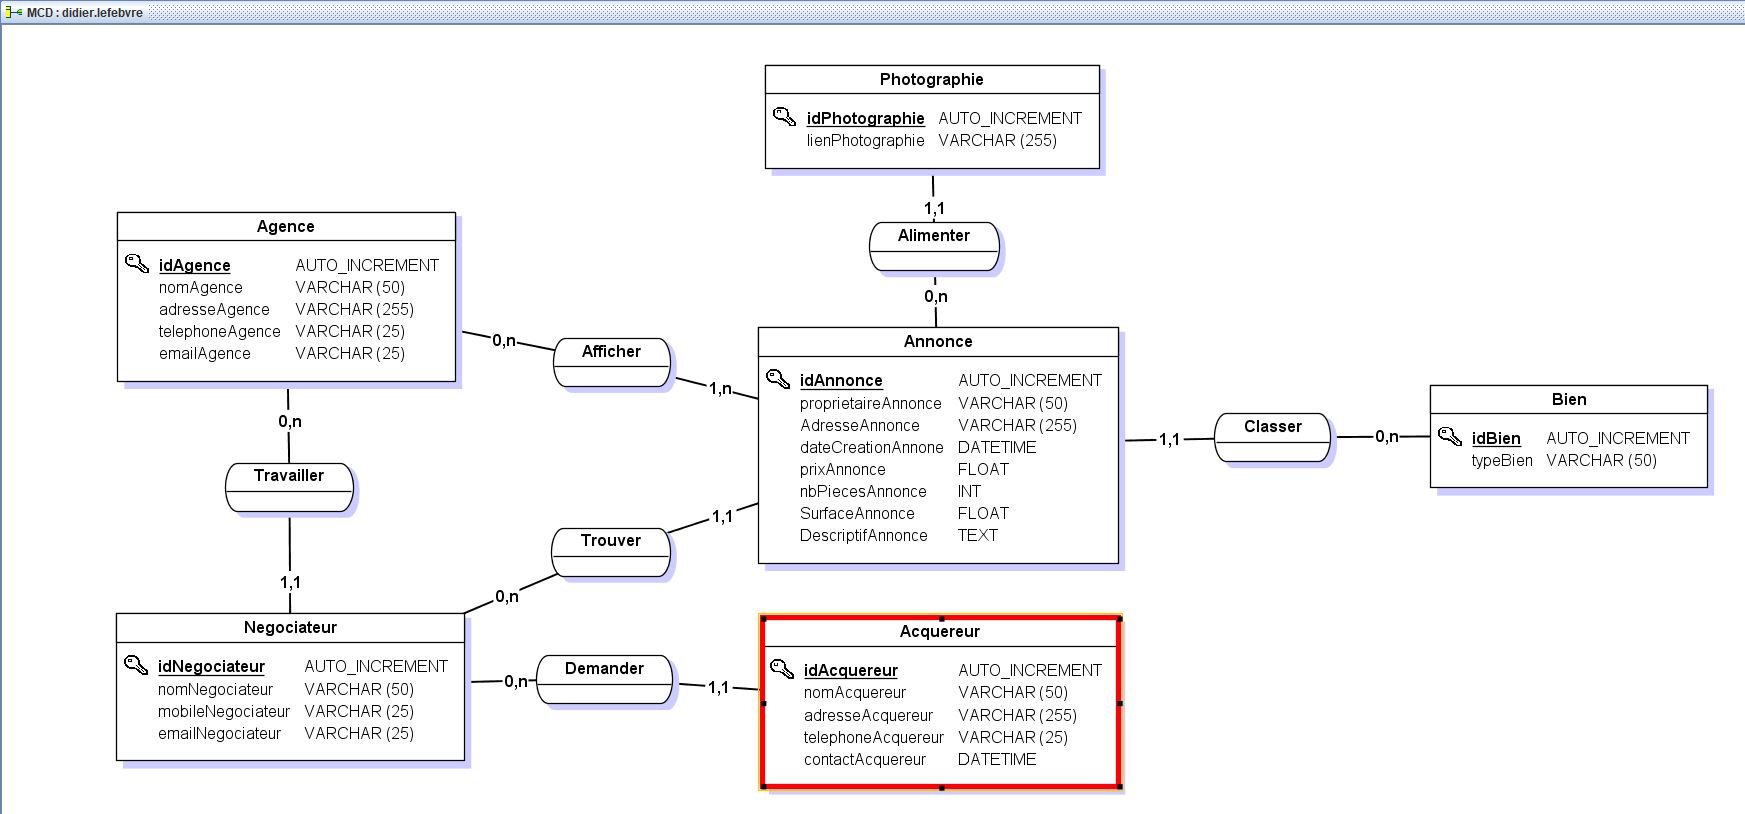 MCD : didier.lefebvre
Photographie
idPhotographie AUTO_INCREMENT
lienPhotographie VARCHAR (255)
1,1
Alimenter
0,n
Agence
idAgence AUTO_INCREMENT
nomAgence VARCHAR (50)
adresseAgence VARCHAR (255)
telephoneAgence VARCHAR (25)
emailAgence VARCHAR (25)
0,n
Afficher
1,n
Annonce
idAnnonce AUTO_INCREMENT
proprietaireAnnonce VARCHAR (50)
AdresseAnnonce VARCHAR (255)
dateCreationAnnone DATETIME
prixAnnonce FLOAT
nbPiecesAnnonce INT
SurfaceAnnonce FLOAT
DescriptifAnnonce TEXT
1,1
Classer
0,n
Bien
idBien AUTO_INCREMENT
typeBien VARCHAR (50)
0,n
Travailler
1,1
1,1
Trouver
0,n
Negociateur
idNegociateur AUTO_INCREMENT
nomNegociateur VARCHAR (50)
mobileNegociateur VARCHAR (25)
emailNegociateur VARCHAR (25)
0,n
Demander
1,1
Acquereur
idAcquereur AUTO_INCREMENT
nomAcquereur VARCHAR (50)
adresseAcquereur VARCHAR (255)
telephoneAcquereur VARCHAR (25)
contactAcquereur DATETIME